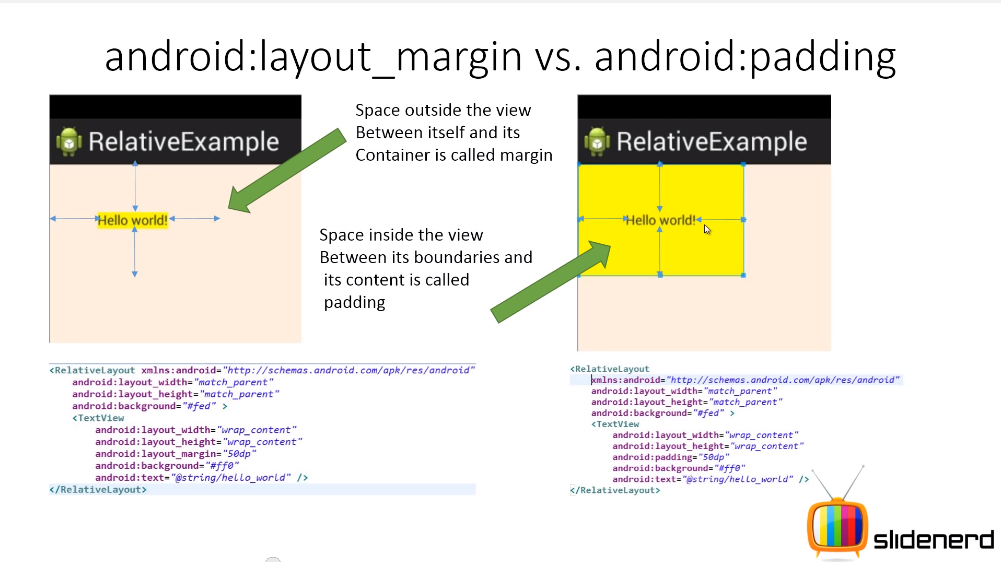 android:layout_margin vs. android:padding
RelativeExample
Hello world!
Space outside the view
Between itself and its
Container is called margin
Space inside the view
Between its boundaries and
its content is called
padding
RelativeExample
Hello world!
<RelativeLayout xmlns:android="http://schemas.android.com/apk/res/android"
android:layout_width="match_parent"
android:layout_height="match_parent"
android:background="#fed" >
<TextView
android:layout_width="wrap_content"
android:layout_height="wrap_content"
android:layout_margin="50dp"
android:background="#ff0"
android:text="@string/hello_world" />
</RelativeLayout>
<RelativeLayout
xmlns:android="http://schemas.android.com/apk/res/android"
android:layout_width="match_parent"
android:layout_height="match_parent"
android:background="#fed" >
<TextView
android:layout_width="wrap_content"
android:layout_height="wrap_content"
android:padding="50dp"
android:background="#ff0"
android:text="@string/hello_world" />
</RelativeLayout>
slidenerd